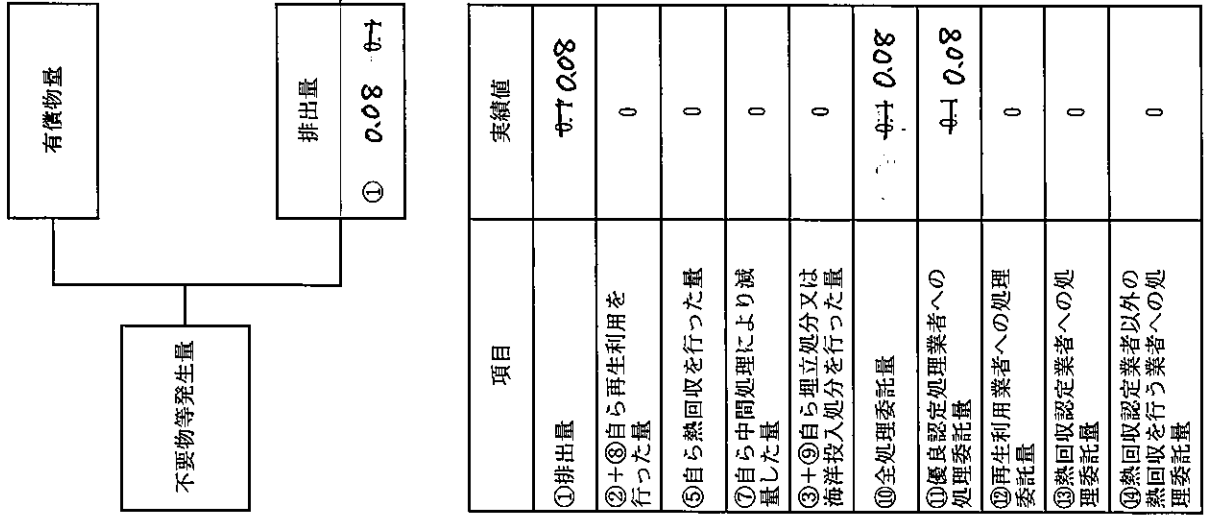 不要物等発生量
有償物量
排出量
① 0.08 0.1
項目 実績値
①排出量 0.1 0.08
②+⑧自ら再生利用を
行った量 0
⑤自ら熱回収を行った量 0
⑦自ら中間処理により減
量した量 0
③+⑨自ら埋立処分又は
海洋投入処分を行った量 0
⑩全処理委託量 0.1 0.08
⑪優良認定処理業者への
処理委託量 0.1 0.08
⑫再生利用業者への処理
委託量 0
⑬熱回収認定業者への処
理委託量 0
⑭熱回収認定業者以外の
熱回収を行う業者への処
理委託量 0